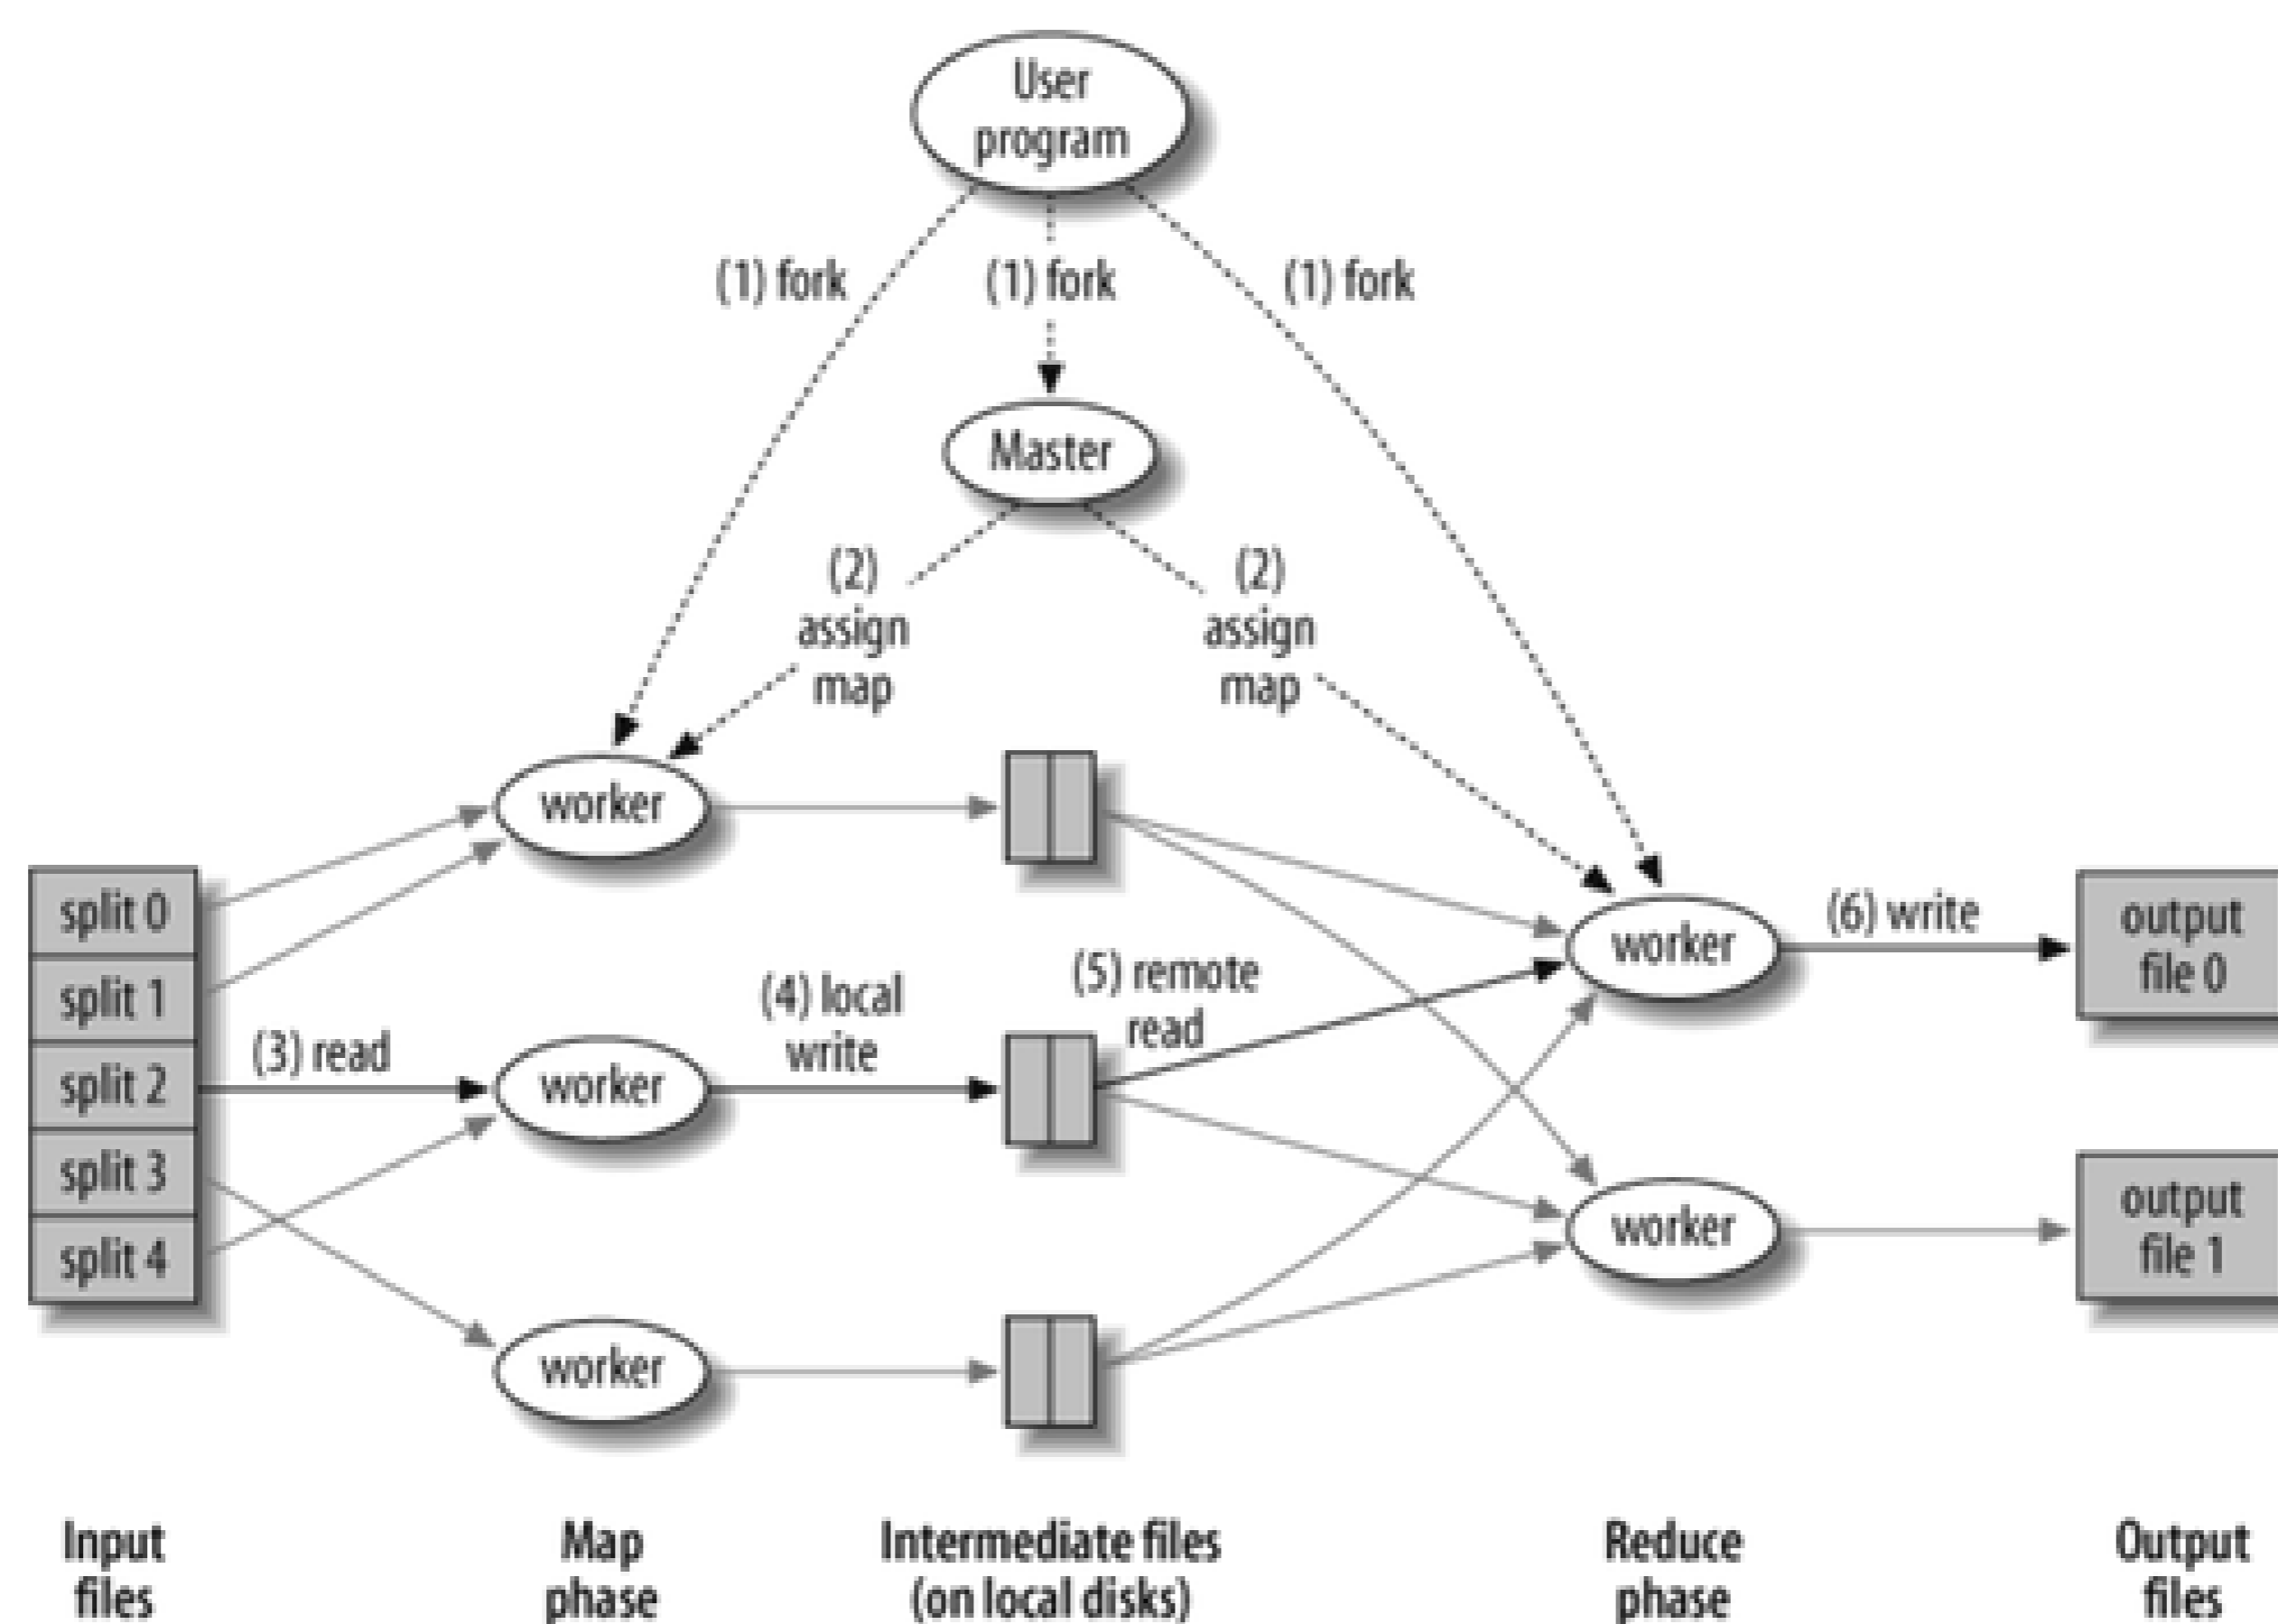 User
program
(1) fork
(1) fork
(1) fork
Master
(2)
assign
map
(2)
assign
map
worker
split 0
split 1
split 2
split 3
split 4
(3) read
worker
(4) local
write
(5) remote
read
worker
(6) write
output
file 0
worker
output
file 1
worker
Input
files
Map
phase
Intermediate files
(on local disks)
Reduce
phase
Output
files